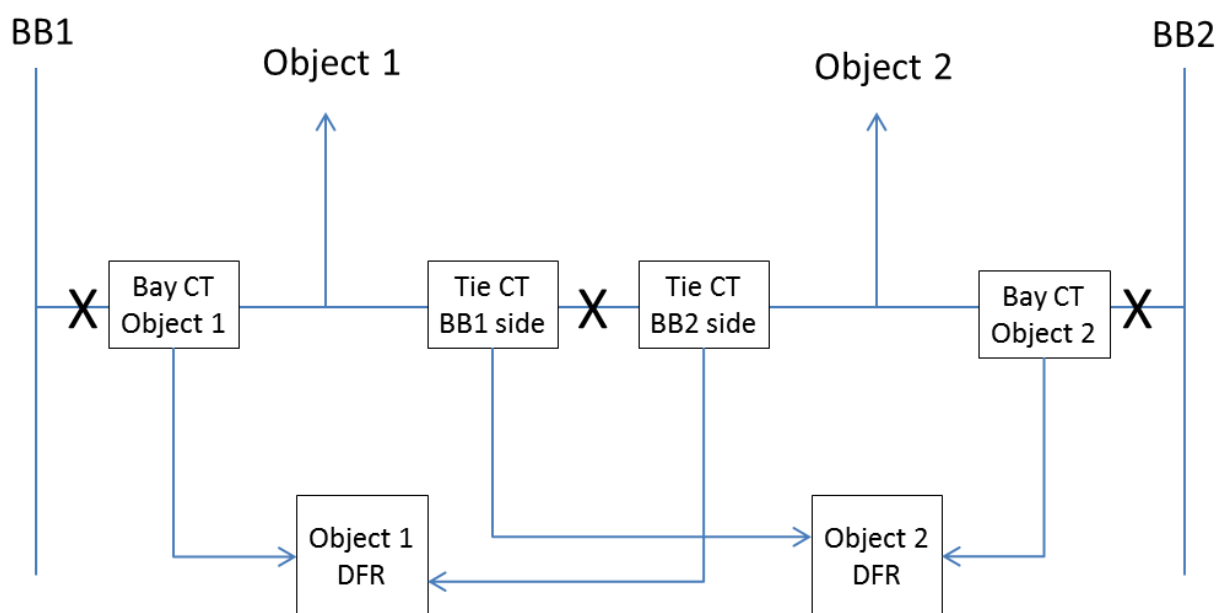 BB1
Object 1
Object 2
BB2
X
Bay CT
Object 1
Tie CT
BB1 side
X
Tie CT
BB2 side
Bay CT
Object 2
X
Object 1
DFR
Object 2
DFR